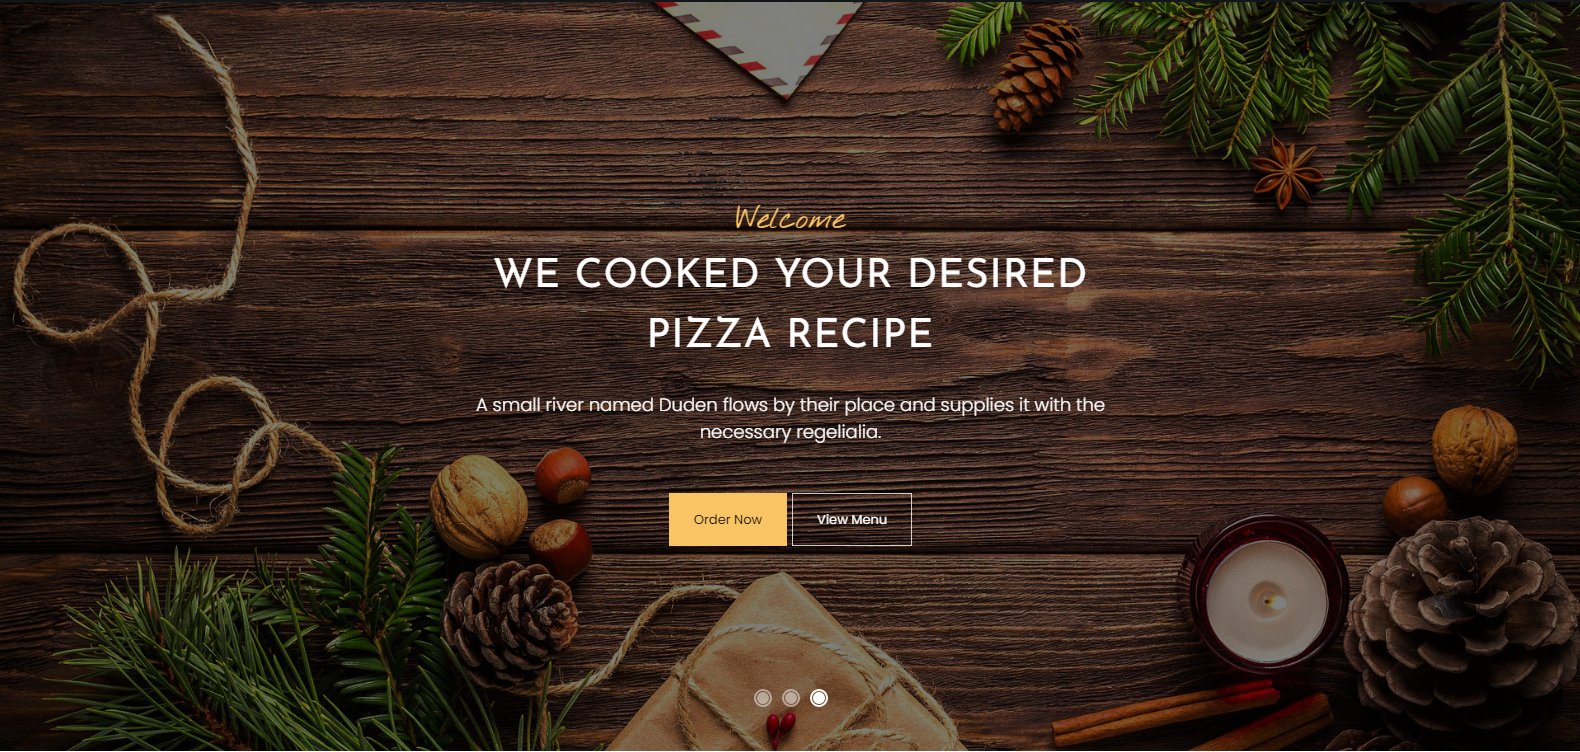 Welcome
WE COOKED YOUR DESIRED
PIZZA RECIPE
A small river named Duden flows by their place and supplies it with the
necessary regelialia.
Order Now
View Menu